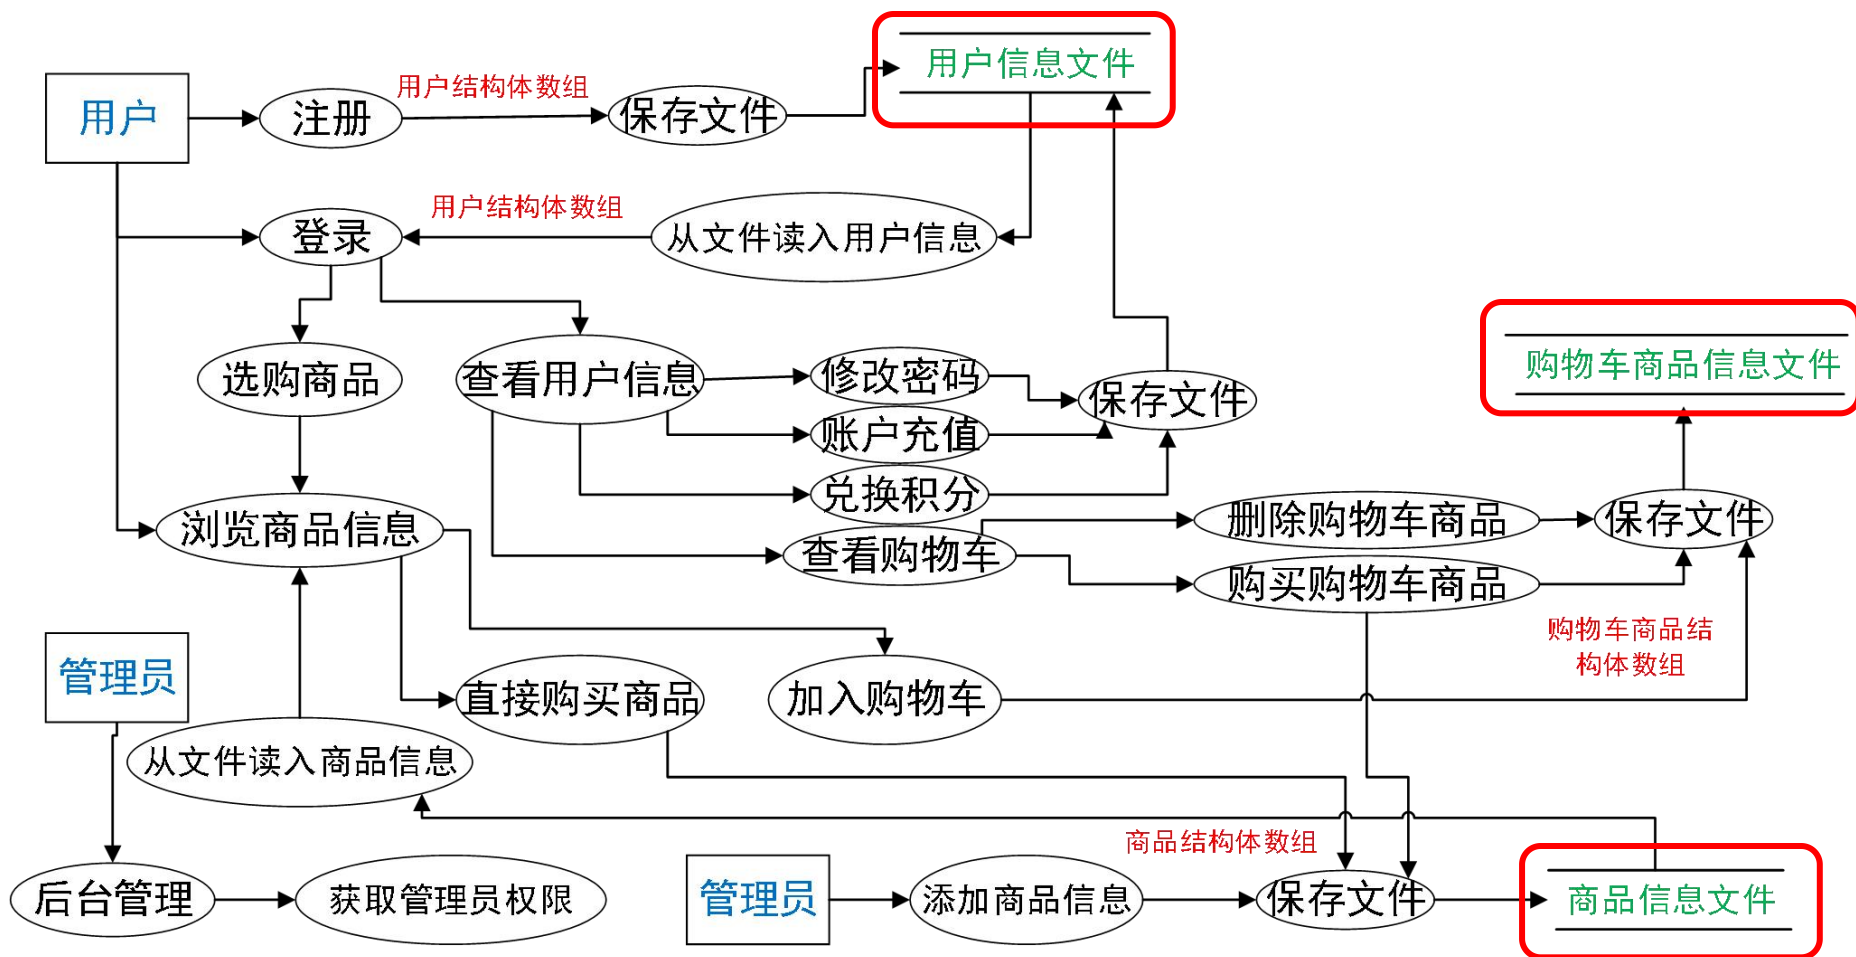 用户信息文件
用户
注册
用户结构体数组
保存文件
用户结构体数组
登录
从文件读入用户信息
选购商品
查看用户信息
修改密码
保存文件
购物车商品信息文件
账户充值
兑换积分
浏览商品信息
查看购物车
删除购物车商品
保存文件
购买购物车商品
购物车商品结
构体数组
管理员
直接购买商品
加入购物车
从文件读入商品信息
商品结构体数组
后台管理
获取管理员权限
管理员
添加商品信息
保存文件
商品信息文件